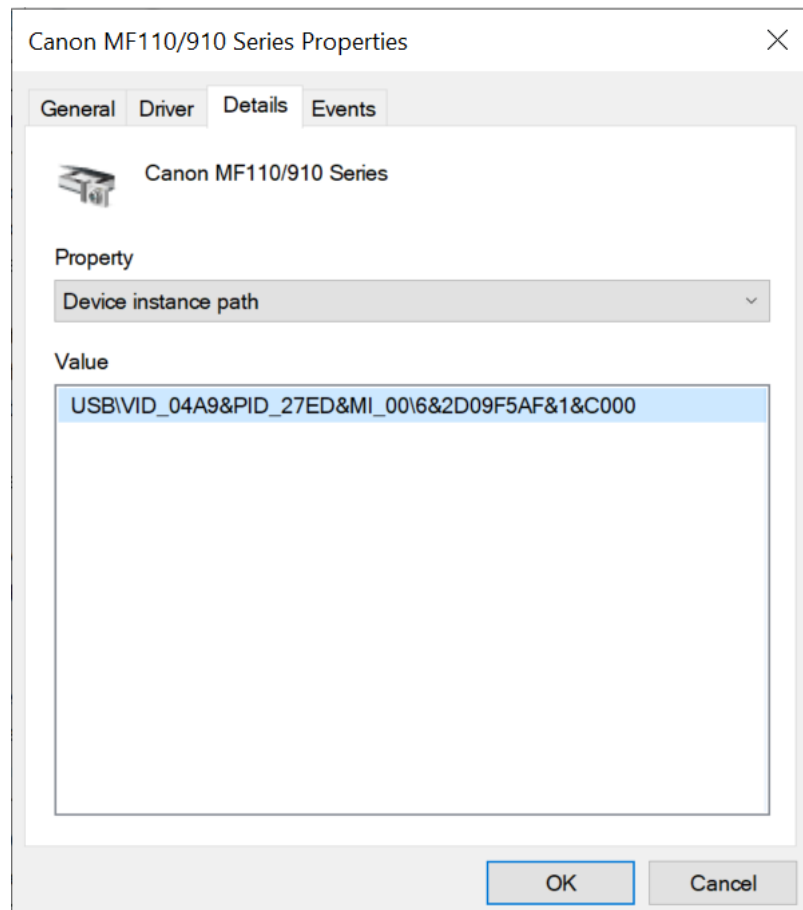 Canon MF110/910 Series Properties
General Driver Details Events
Canon MF110/910 Series
Property
Device instance path
Value
USB\VID_04A9&PID_27ED&MI_00\6&2D09F5AF&1&C000
OK Cancel